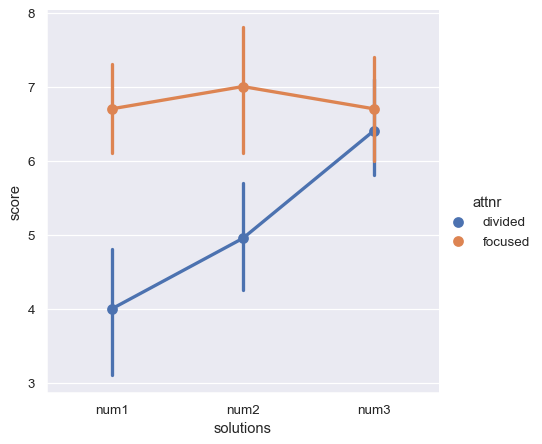 8
7
6
5
4
3
score
num1 num2 num3
solutions
attnr
divided
focused